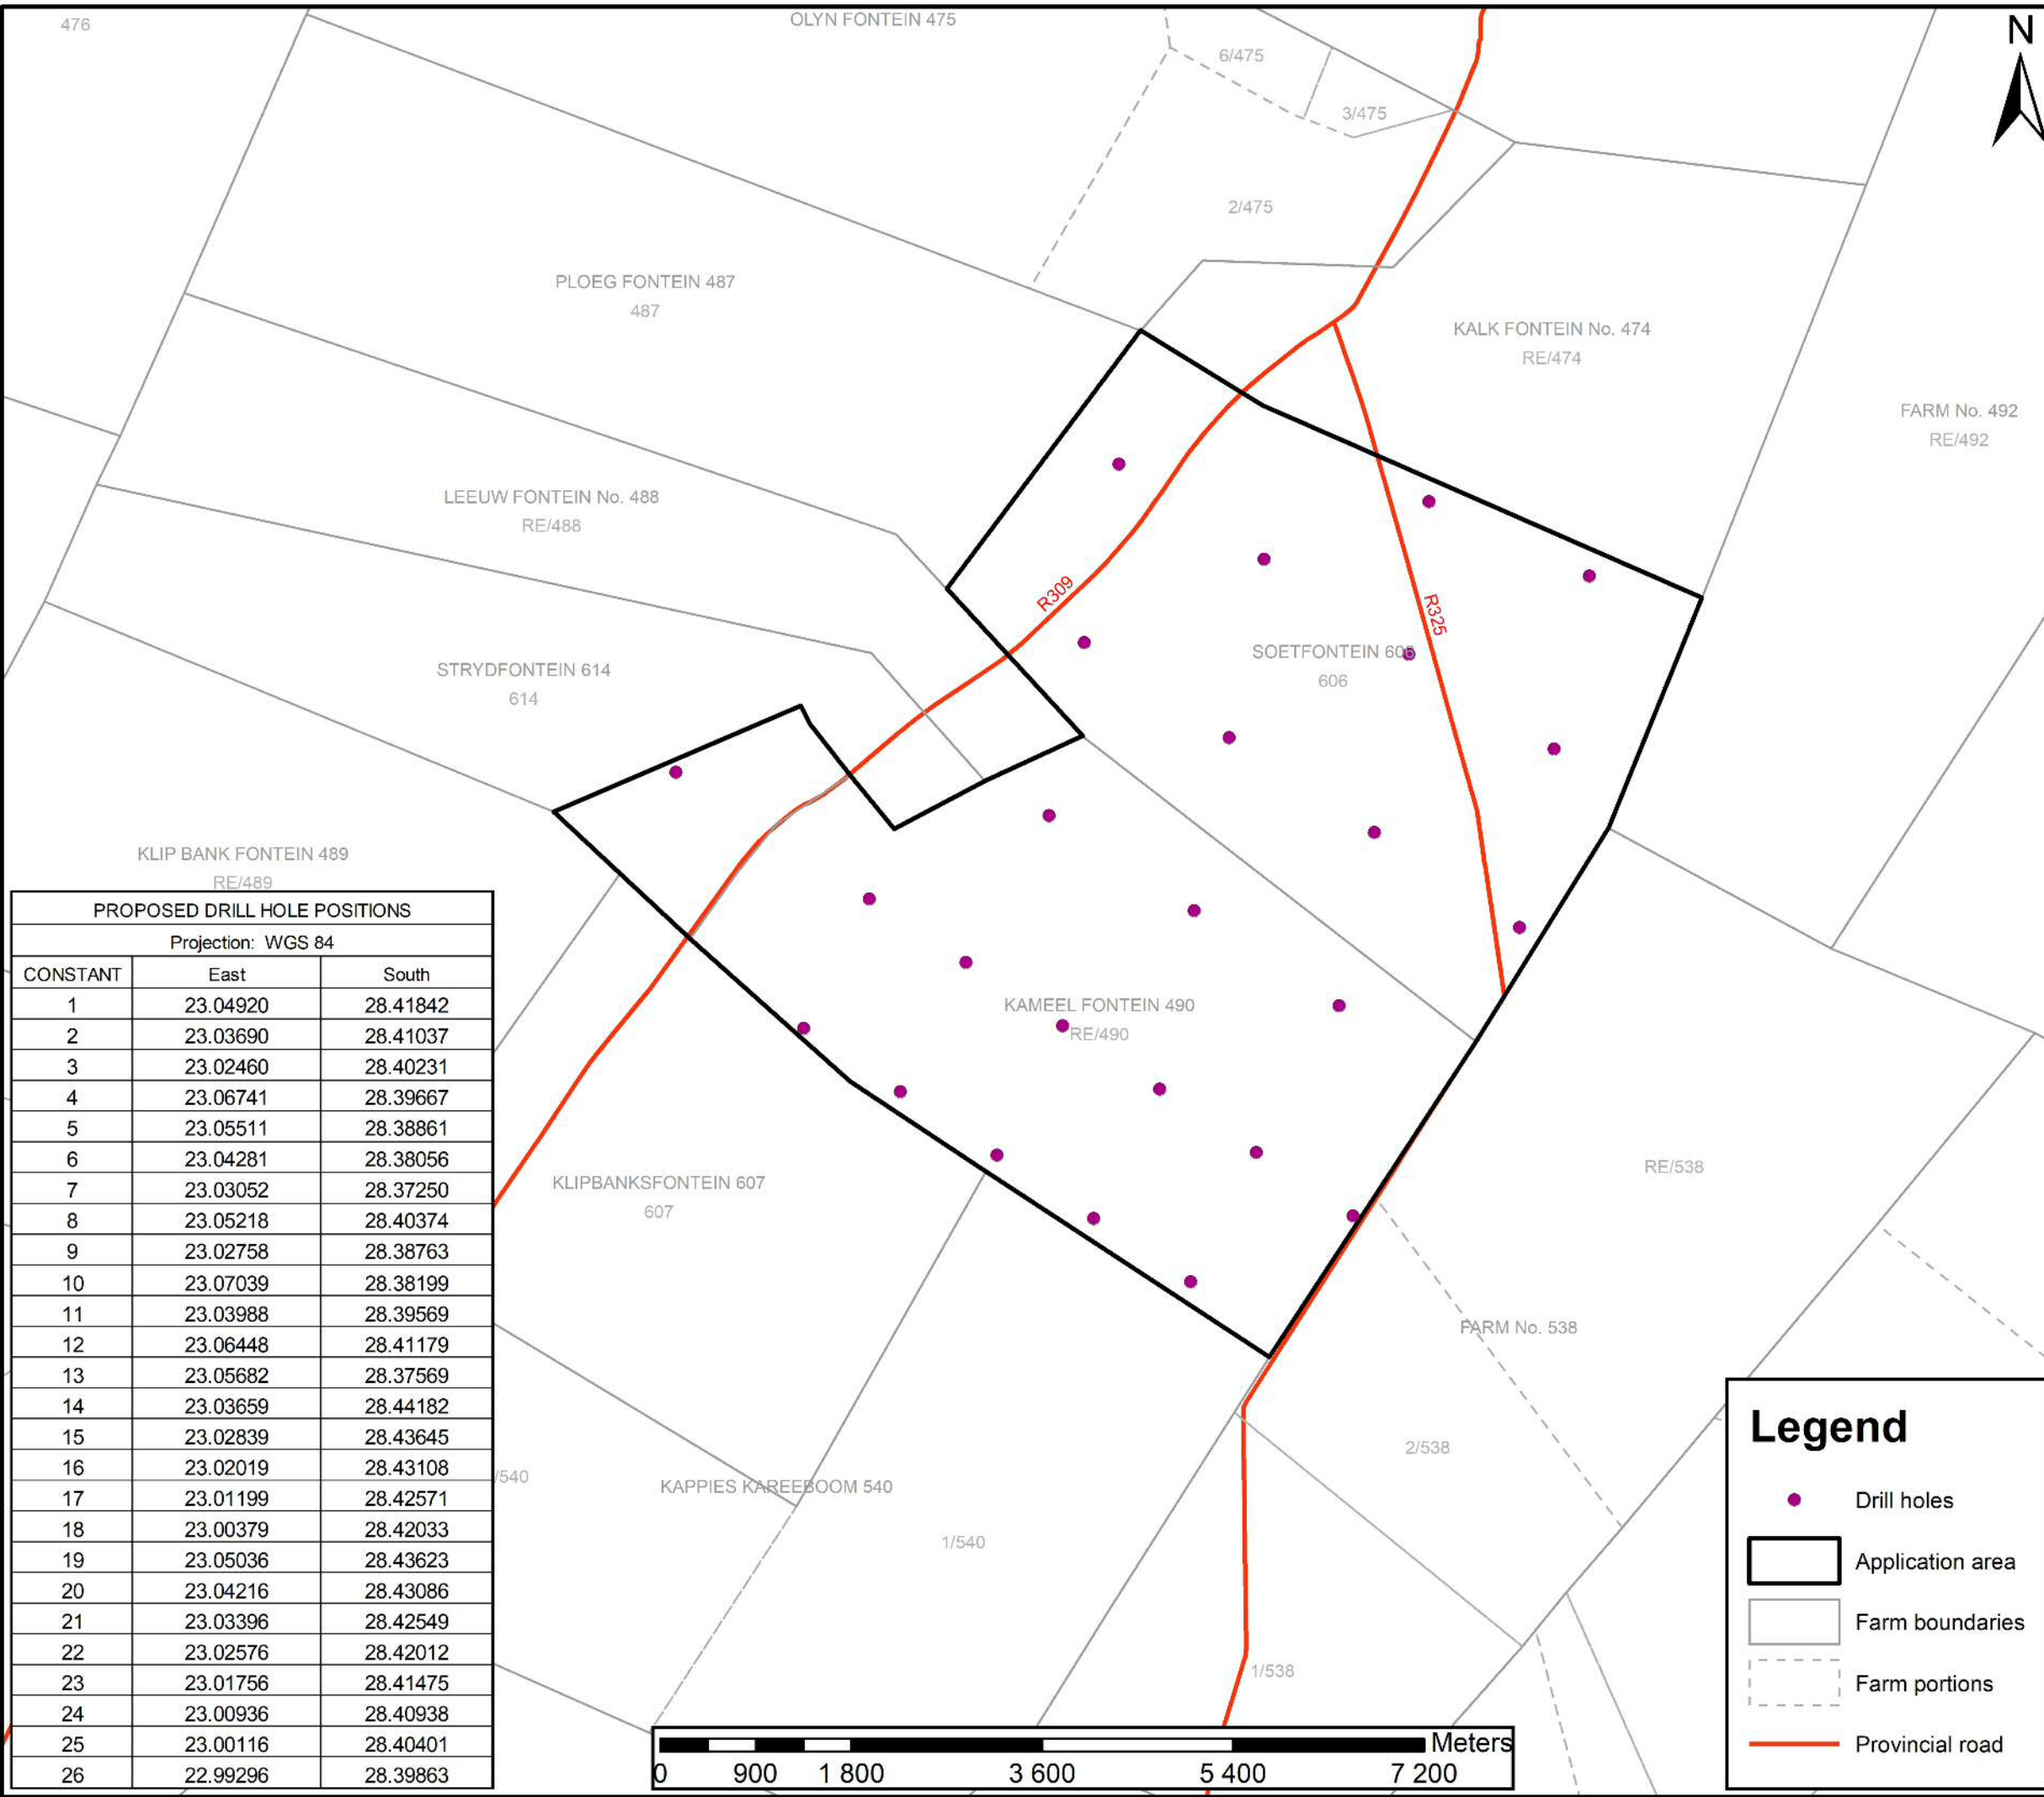 476
OLYN FONTEIN 475
N
6/475
3/475
2/475
PLOEG FONTEIN 487
487
KALK FONTEIN No. 474
RE/474
FARM No. 492
RE/492
LEEUW FONTEIN No. 488
RE/488
R309
R325
SOETFONTEIN 606
606
STRYDFONTEIN 614
614
KLIP BANK FONTEIN 489
RE/489
KAMEEL FONTEIN 490
RE/490
KLIPBANKSFONTEIN 607
607
RE/538
FARM No. 538
2/538
/540
KAPPIES KAREEBOOM 540
1/540
1/538
PROPOSED DRILL HOLE POSITIONS
Projection: WGS 84
CONSTANT East South
1 23.04920 28.41842
2 23.03690 28.41037
3 23.02460 28.40231
4 23.06741 28.39667
5 23.05511 28.38861
6 23.04281 28.38056
7 23.03052 28.37250
8 23.05218 28.40374
9 23.02758 28.38763
10 23.07039 28.38199
11 23.03988 28.39569
12 23.06448 28.41179
13 23.05682 28.37569
14 23.03659 28.44182
15 23.02839 28.43645
16 23.02019 28.43108
17 23.01199 28.42571
18 23.00379 28.42033
19 23.05036 28.43623
20 23.04216 28.43086
21 23.03396 28.42549
22 23.02576 28.42012
23 23.01756 28.41475
24 23.00936 28.40938
25 23.00116 28.40401
26 22.99296 28.39863
Meters
0 900 1 800 3 600 5 400 7 200
Legend
Drill holes
Application area
Farm boundaries
Farm portions
Provincial road